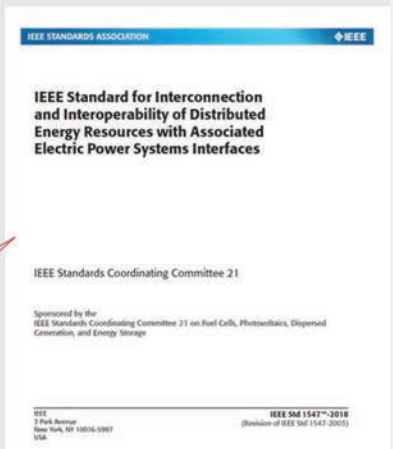 IEEE STANDARDS ASSOCIATION
IEEE
IEEE Standard for Interconnection
and Interoperability of Distributed
Energy Resources with Associated
Electric Power Systems Interfaces
IEEE Standards Coordinating Committee 21
Sponsored by the
IEEE Standards Coordinating Committee 21 on Fuel Cells, Photovoltaics, Dispersed
Generation, and Energy Storage
IEEE
3 Park Avenue
New York, NY 10016-5997
USA
IEEE Std 1547™-2018
(Revision of IEEE Std 1547-2003)